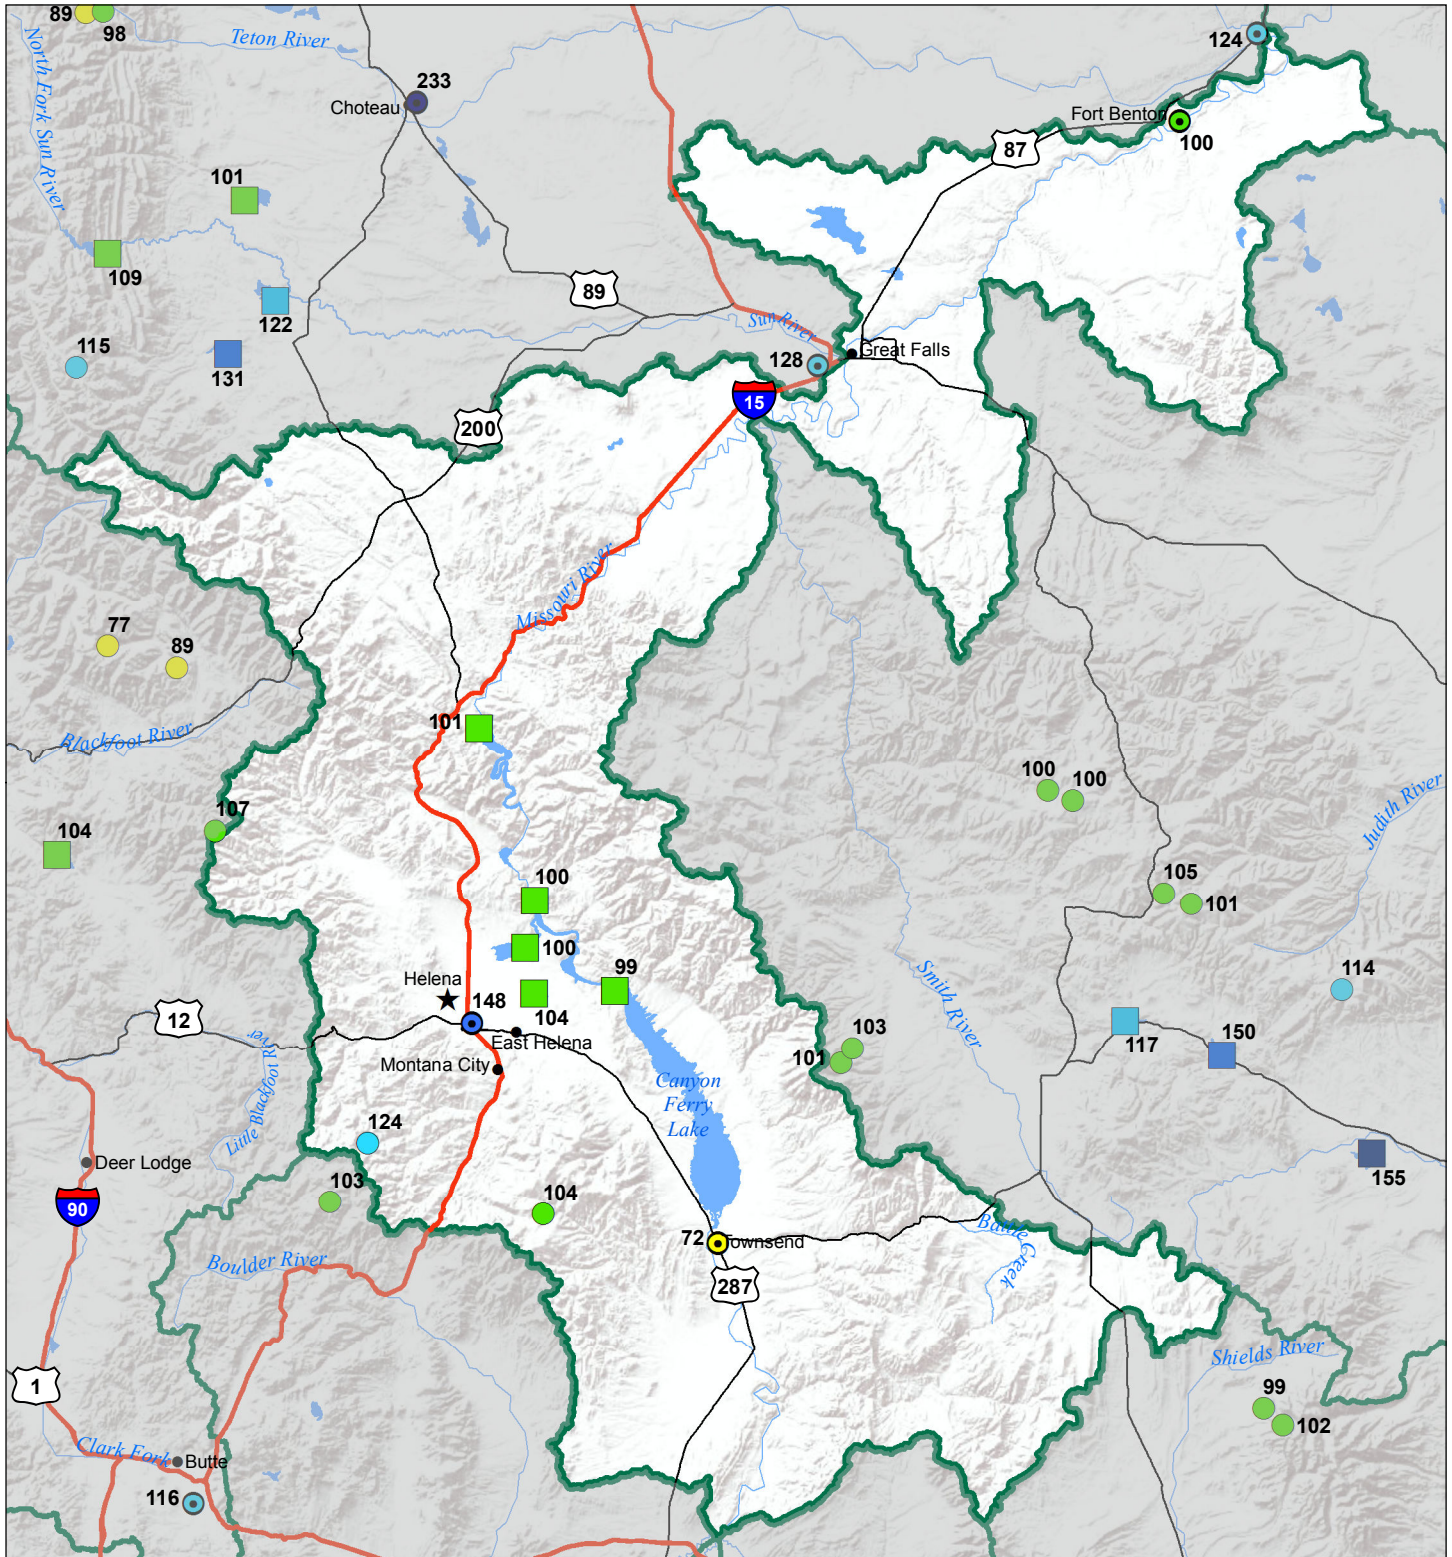 89
98
Teton River
North Fork Sun River
233
Choteau
124
Fort Benton
100
87
101
109
89
122
Sun River
115
131
128
Great Falls
15
200
Missouri River
77
89
Blackfoot River
101
100
100
107
104
Judith River
100
105
101
100
99
Helena
148
104
East Helena
Smith River
114
12
Little Blackfoot River
Montana City
103
101
117
150
Canyon
Ferry
Lake
124
Deer Lodge
155
103
104
90
72
Townsend
Battle Creek
Boulder River
287
Shields River
1
99
102
Clark Fork
Butte
116